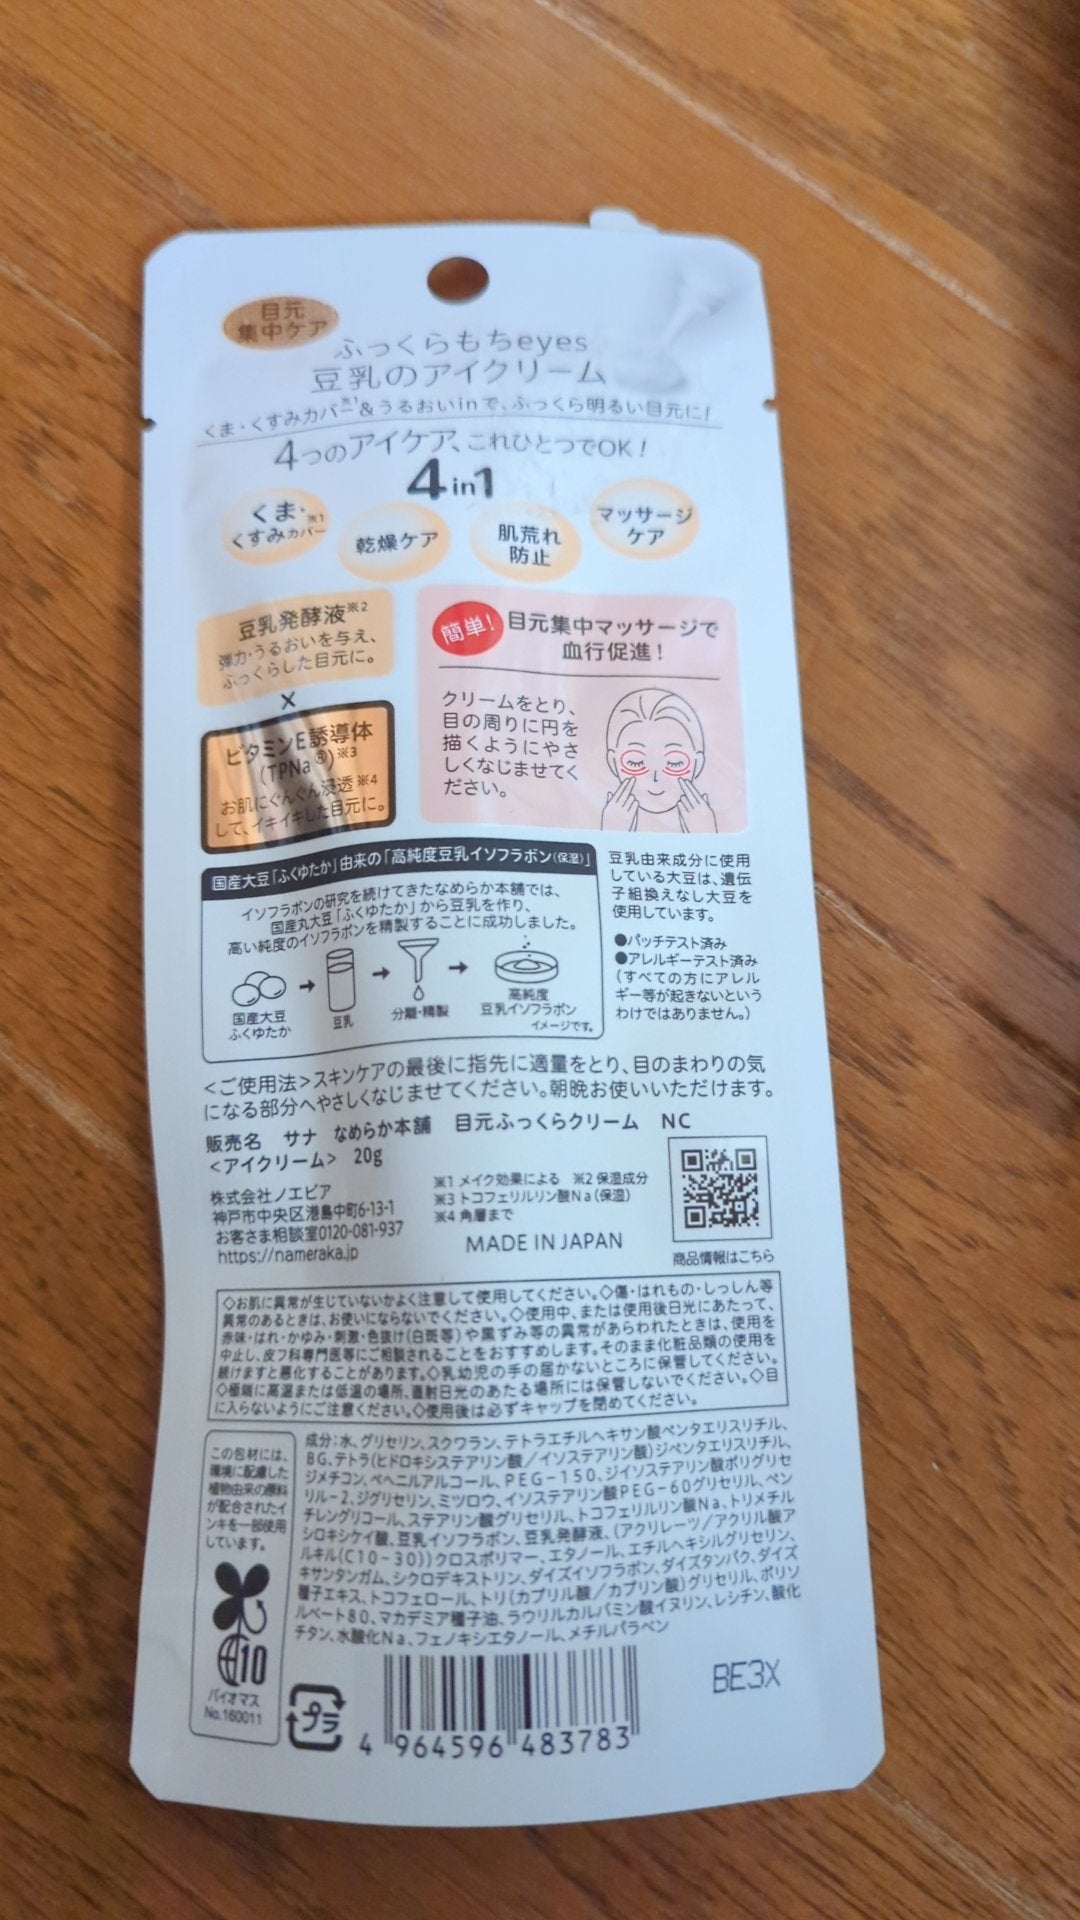 目元
集中ケア
ふっくらもちeyes
豆乳のアイクリーム
くま・くすみカバー※1&うるおいinで、ふっくら明るい目元に!
4つのアイケア、これひとつでOK!
4in1
くま・
くすみカバー※1
乾燥ケア
肌荒れ
防止
マッサージ
ケア
豆乳発酵液※2
弾力・うるおいを与え、
ふっくらした目元に。
×
ビタミンE誘導体
(TPNa®)※3
お肌にぐんぐん浸透※4
して、イキイキした目元に。
簡単!
目元集中マッサージで
血行促進!
クリームをとり、
目の周りに円を
描くようにやさ
しくなじませてく
ださい。
国産大豆「ふくゆたか」由来の「高純度豆乳イソフラボン(保湿)」
イソフラボンの研究を続けてきたなめらか本舗では、
国産丸大豆「ふくゆたか」から豆乳を作り、
高い純度のイソフラボンを精製することに成功しました。
国産大豆
ふくゆたか
豆乳
分離・精製
高純度
豆乳イソフラボン
イメージです。
豆乳由来成分に使用
している大豆は、遺伝
子組換えなし大豆を
使用しています。
●パッチテスト済み
●アレルギーテスト済み
(すべての方にアレル
ギー等が起きないという
わけではありません。)
<ご使用法>スキンケアの最後に指先に適量をとり、目のまわりの気
になる部分へやさしくなじませてください。朝晩お使いいただけます。
販売名 サナ なめらか本舗 目元ふっくらクリーム NC
<アイクリーム> 20g
株式会社ノエビア
神戸市中央区港島中町6-13-1
お客さま相談室0120-081-937
https://nameraka.jp
※1 メイク効果による ※2 保湿成分
※3 トコフェリルリン酸Na(保湿)
※4 角層まで
MADE IN JAPAN
商品情報はこちら
◇お肌に異常が生じていないかよく注意して使用してください。◇傷・はれもの・しっしん等
異常のあるときは、お使いにならないでください。◇使用中、または使用後日光にあたって、
赤味・はれ・かゆみ・刺激・色抜け(白斑等)や黒ずみ等の異常があらわれたときは、使用を
中止し、皮フ科専門医等にご相談されることをおすすめします。そのまま化粧品類の使用を
続けますと悪化することがあります。◇乳幼児の手の届かないところに保管してください。
◇極端に高温または低温の場所、直射日光のあたる場所には保管しないでください。◇目
に入らないようにご注意ください。◇使用後は必ずキャップを閉めてください。
この包材には、
環境に配慮した
植物由来の原料
が配合されたイ
ンキを一部使用
しています。
10
バイオマス
No.160011
成分:水、グリセリン、スクワラン、テトラエチルヘキサン酸ペンタエリスリチル、
BG、テトラ(ヒドロキシステアリン酸/イソステアリン酸)ジペンタエリスリチル、
ジメチコン、ベヘニルアルコール、PEG-150、ジイソステアリン酸ポリグリセ
リル-2、ジグリセリン、ミツロウ、イソステアリン酸PEG-60グリセリル、ペン
チレングリコール、ステアリン酸グリセリル、トコフェリルリン酸Na、トリメチル
シロキシケイ酸、豆乳イソフラボン、豆乳発酵液、(アクリレーツ/アクリル酸ア
ルキル(C10-30))クロスポリマー、エタノール、エチルヘキシルグリセリン、
キサンタンガム、シクロデキストリン、ダイズイソフラボン、ダイズタンパク、ダイズ
種子エキス、トコフェロール、トリ(カプリル酸/カプリン酸)グリセリル、ポリソ
ルベート80、マカデミア種子油、ラウリルカルバミン酸イヌリン、レシチン、酸化
チタン、水酸化Na、フェノキシエタノール、メチルパラベン
プラ
4 964596 483783
BE3X